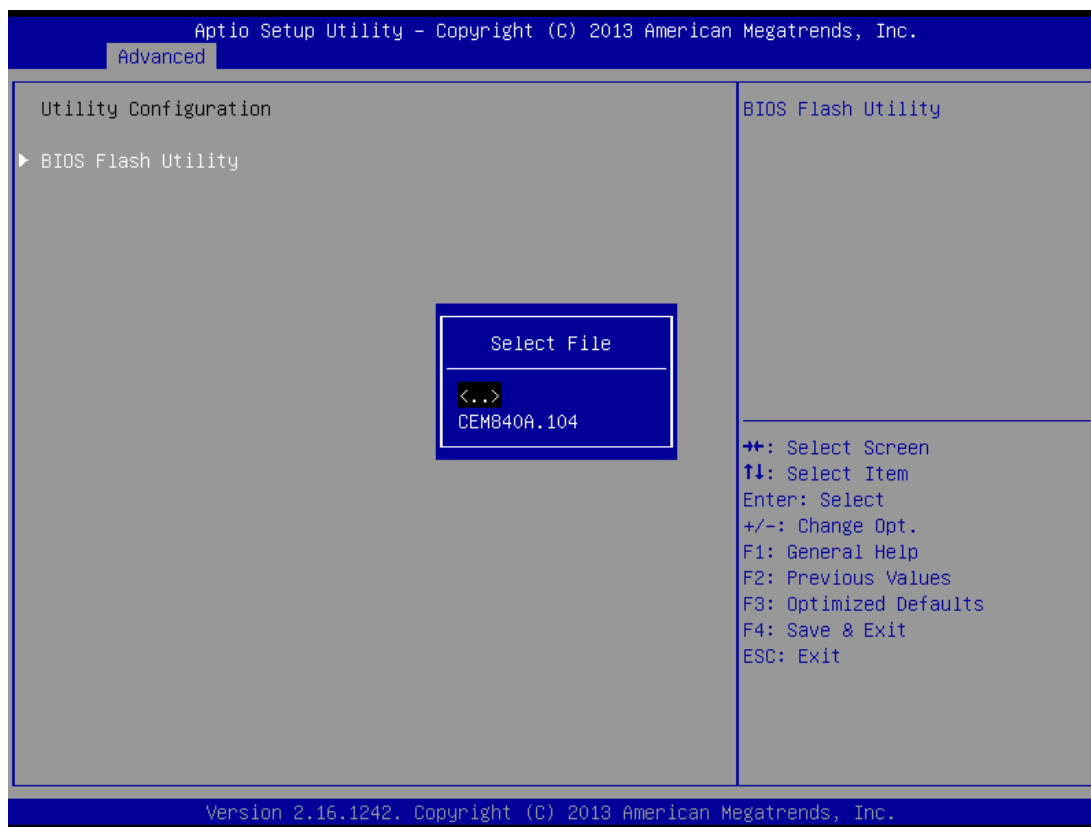 Aptio Setup Utility – Copyright (C) 2013 American Megatrends, Inc.
Advanced
Utility Configuration
BIOS Flash Utility
BIOS Flash Utility
Select File
<..>
CEM840A.104
→←: Select Screen
↑↓: Select Item
Enter: Select
+/-: Change Opt.
F1: General Help
F2: Previous Values
F3: Optimized Defaults
F4: Save & Exit
ESC: Exit
Version 2.16.1242. Copyright (C) 2013 American Megatrends, Inc.